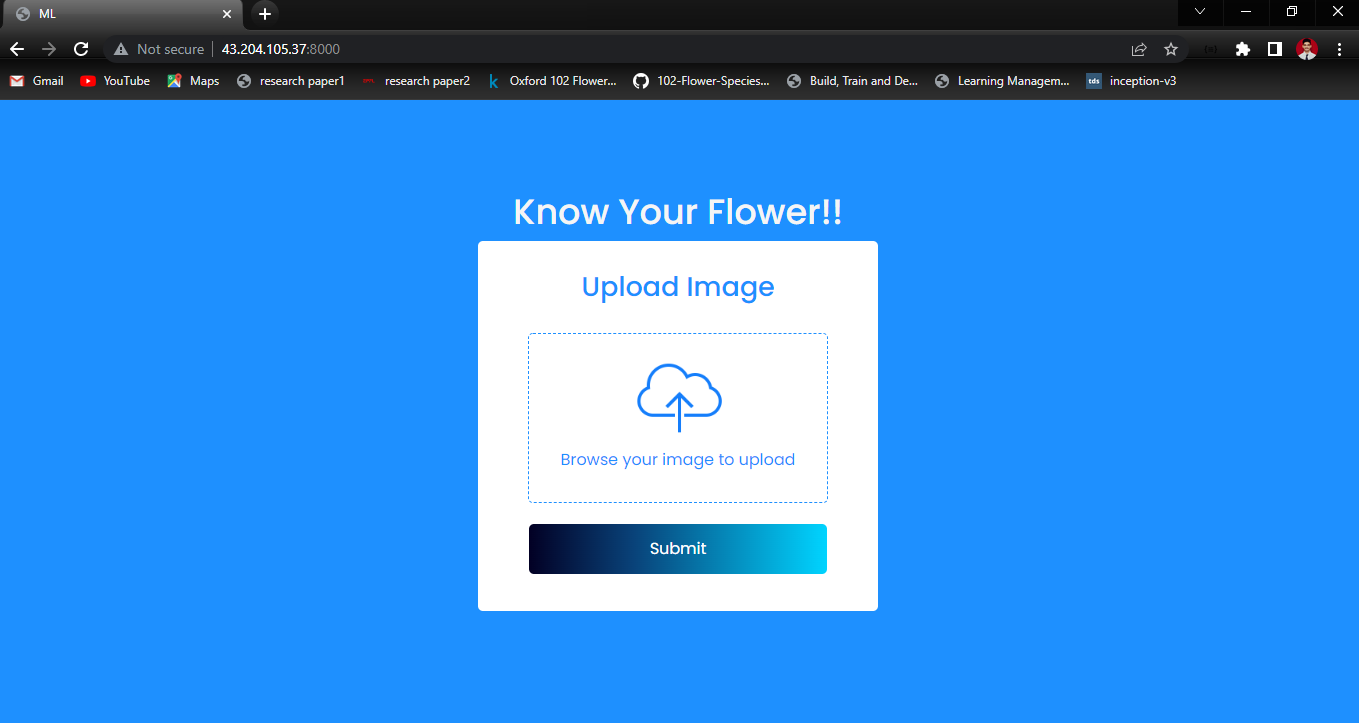 ML
Not secure 43.204.105.37:8000
Gmail YouTube Maps research paper1 research paper2 Oxford 102 Flower... 102-Flower-Species... Build, Train and De... Learning Managem... tds inception-v3
Know Your Flower!!
Upload Image
Browse your image to upload
Submit